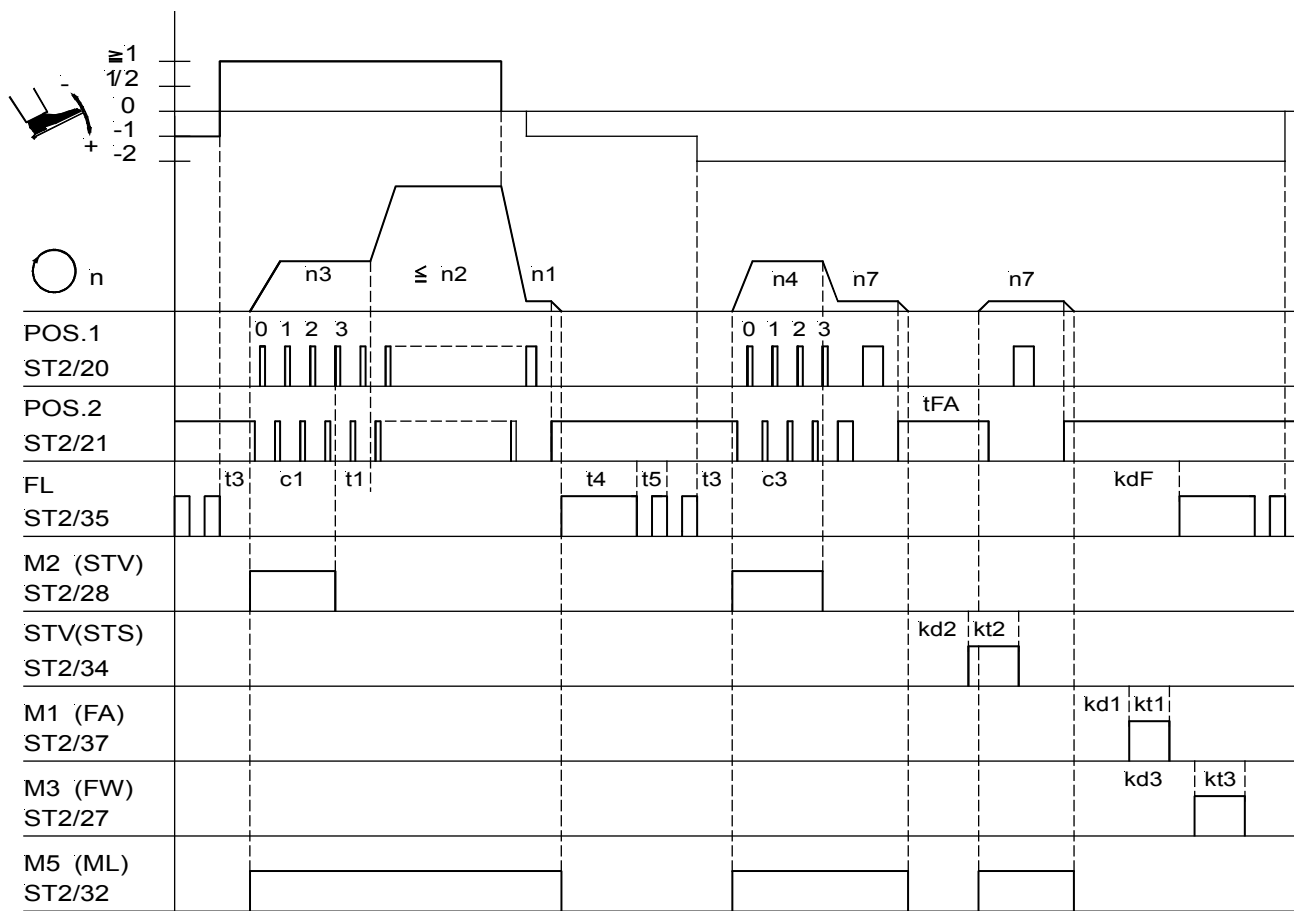 ≧1
1/2
-
0
-1
+
-2
n
n3
≦ n2
n1
n4
n7
n7
POS.1
0 1 2 3
0 1 2 3
ST2/20
POS.2
tFA
ST2/21
FL
t3
c1
t1
t4
t5
t3
c3
kdF
ST2/35
M2 (STV)
ST2/28
STV(STS)
kd2
kt2
ST2/34
M1 (FA)
kd1
kt1
ST2/37
M3 (FW)
kd3
kt3
ST2/27
M5 (ML)
ST2/32